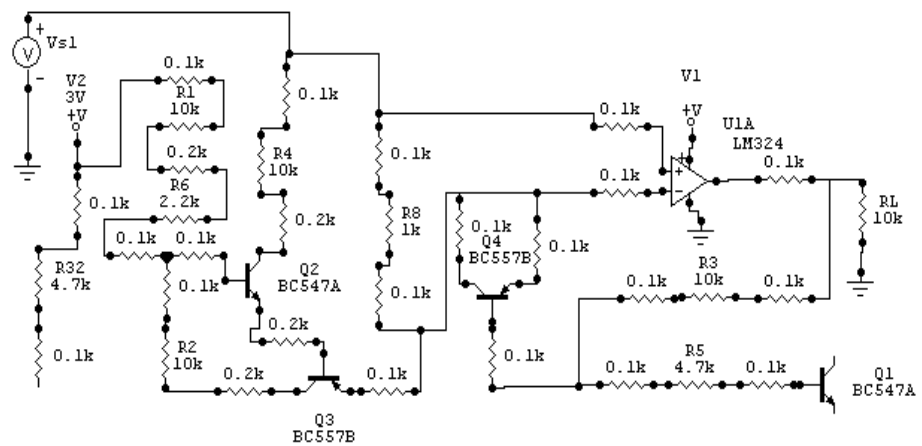 +
V
Vs1
-
V2
3V
+V
0.1k
R1
10k
0.2k
R6
2.2k
0.1k
0.1k
0.1k
R32
4.7k
0.1k
0.1k
R2
10k
0.2k
0.1k
R4
10k
0.2k
Q2
BC547A
0.2k
Q3
BC557B
0.1k
0.1k
R8
1k
0.1k
0.1k
Q4
BC557B
0.1k
0.1k
0.1k
0.1k
V1
+V
U1A
LM324
+
+
-
0.1k
RL
10k
0.1k
R3
10k
0.1k
0.1k
R5
4.7k
0.1k
Q1
BC547A